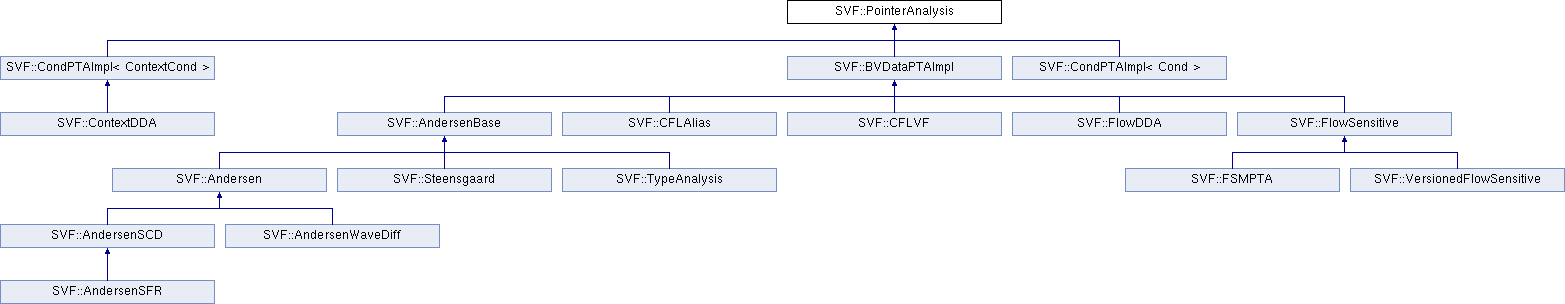 SVF::PointerAnalysis
SVF::CondPTAImpl< ContextCond >
SVF::BVDataPTAImpl
SVF::CondPTAImpl< Cond >
SVF::ContextDDA
SVF::AndersenBase
SVF::CFLAlias
SVF::CFLVF
SVF::FlowDDA
SVF::FlowSensitive
SVF::Andersen
SVF::Steensgaard
SVF::TypeAnalysis
SVF::FSMPTA
SVF::VersionedFlowSensitive
SVF::AndersenSCD
SVF::AndersenWaveDiff
SVF::AndersenSFR